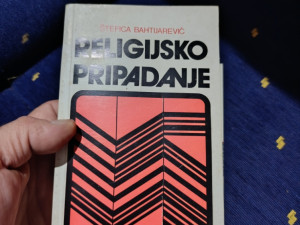 ŠTEFICA BAHTIJAREVIĆ
RELIGIJSKO
PRIPADANJE